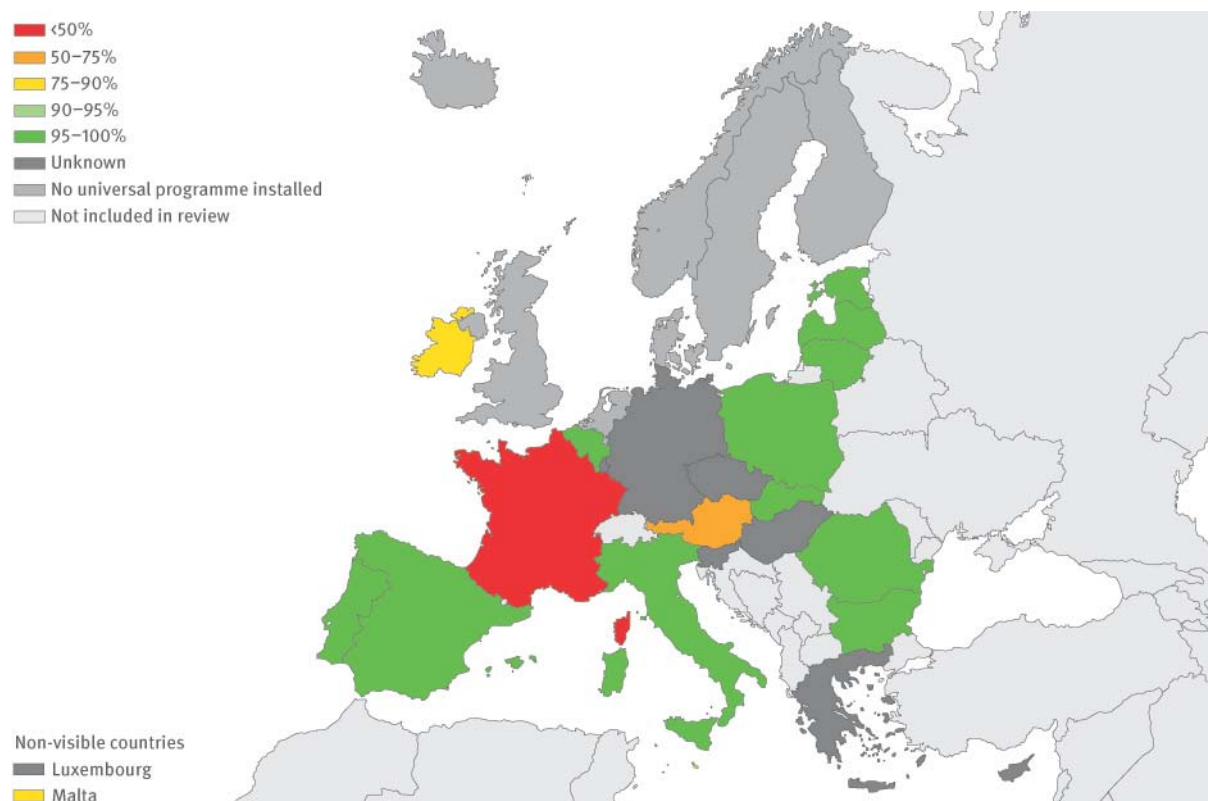 <50%
50–75%
75–90%
90–95%
95–100%
Unknown
No universal programme installed
Not included in review
Non-visible countries
Luxembourg
Malta